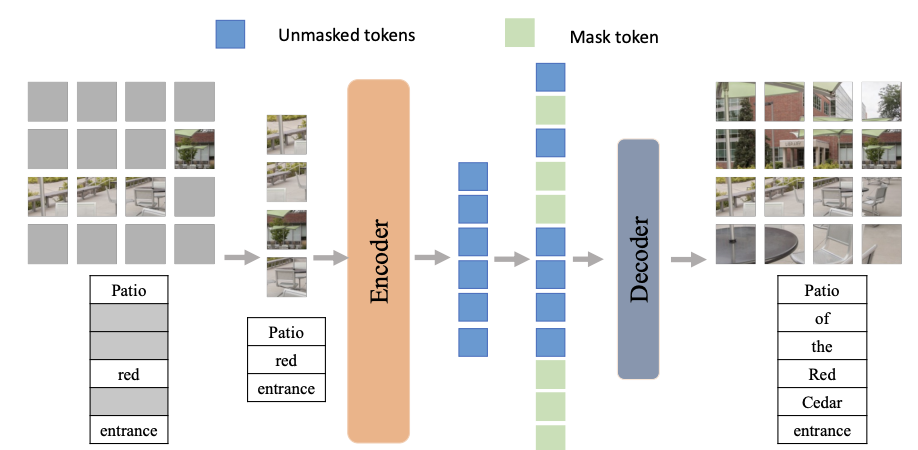 Unmasked tokens
Mask token
Patio
red
entrance
Patio
red
entrance
Encoder
Decoder
Patio
of
the
Red
Cedar
entrance